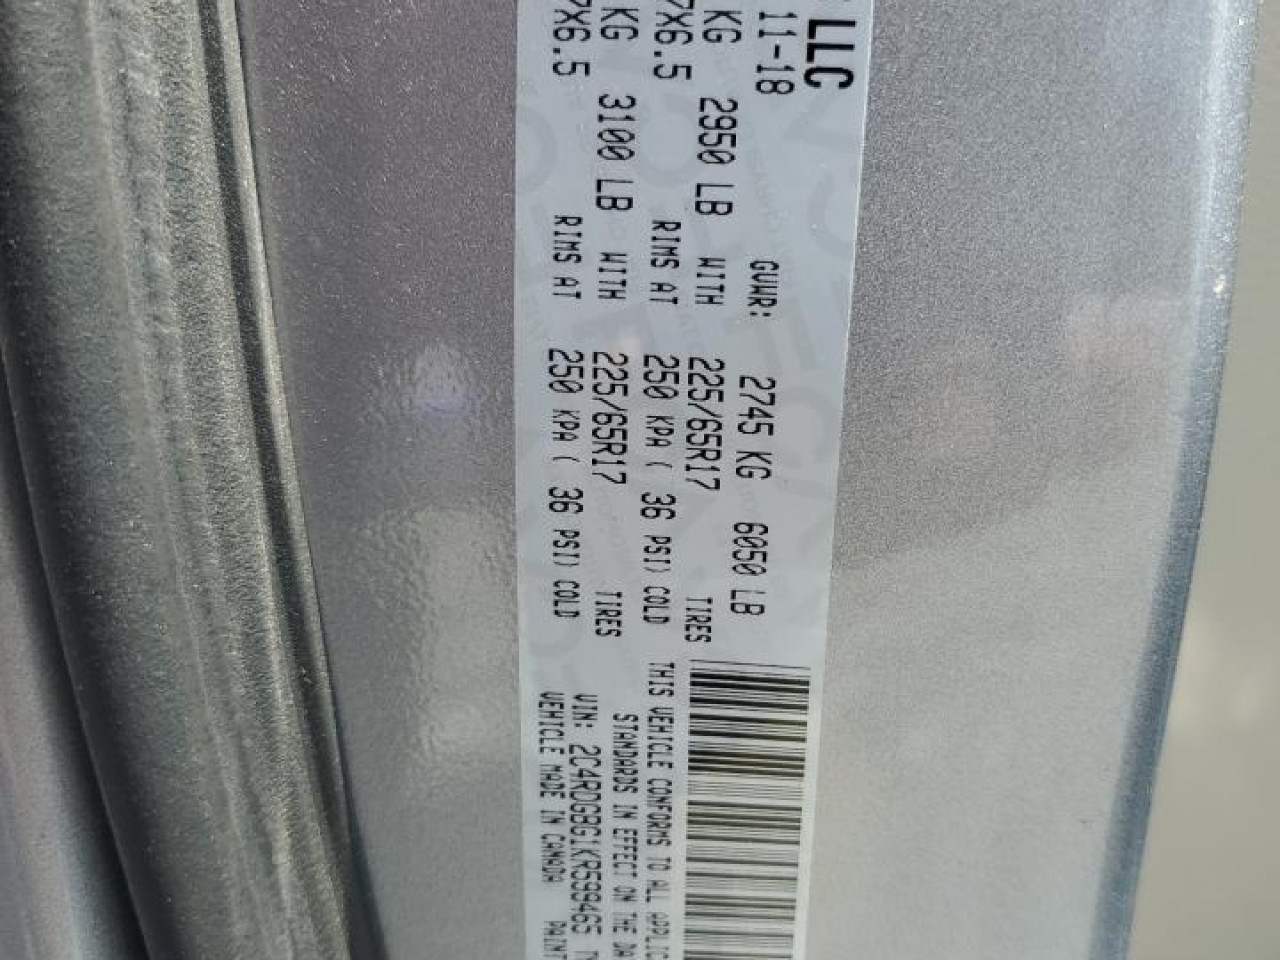 LLC
11-18 GVWR: 2745 KG 6050 LB
KG 2950 LB WITH 225/65R17 TIRES
7X6.5 RIMS AT 250 KPA ( 36 PSI) COLD
KG 3100 LB WITH 225/65R17 TIRES
7X6.5 RIMS AT 250 KPA ( 36 PSI) COLD
THIS VEHICLE CONFORMS TO ALL APPLIC
STANDARDS IN EFFECT ON THE DA
VIN: 2C4RDGBG1KR599465
VEHICLE MADE IN CANADA PAINT